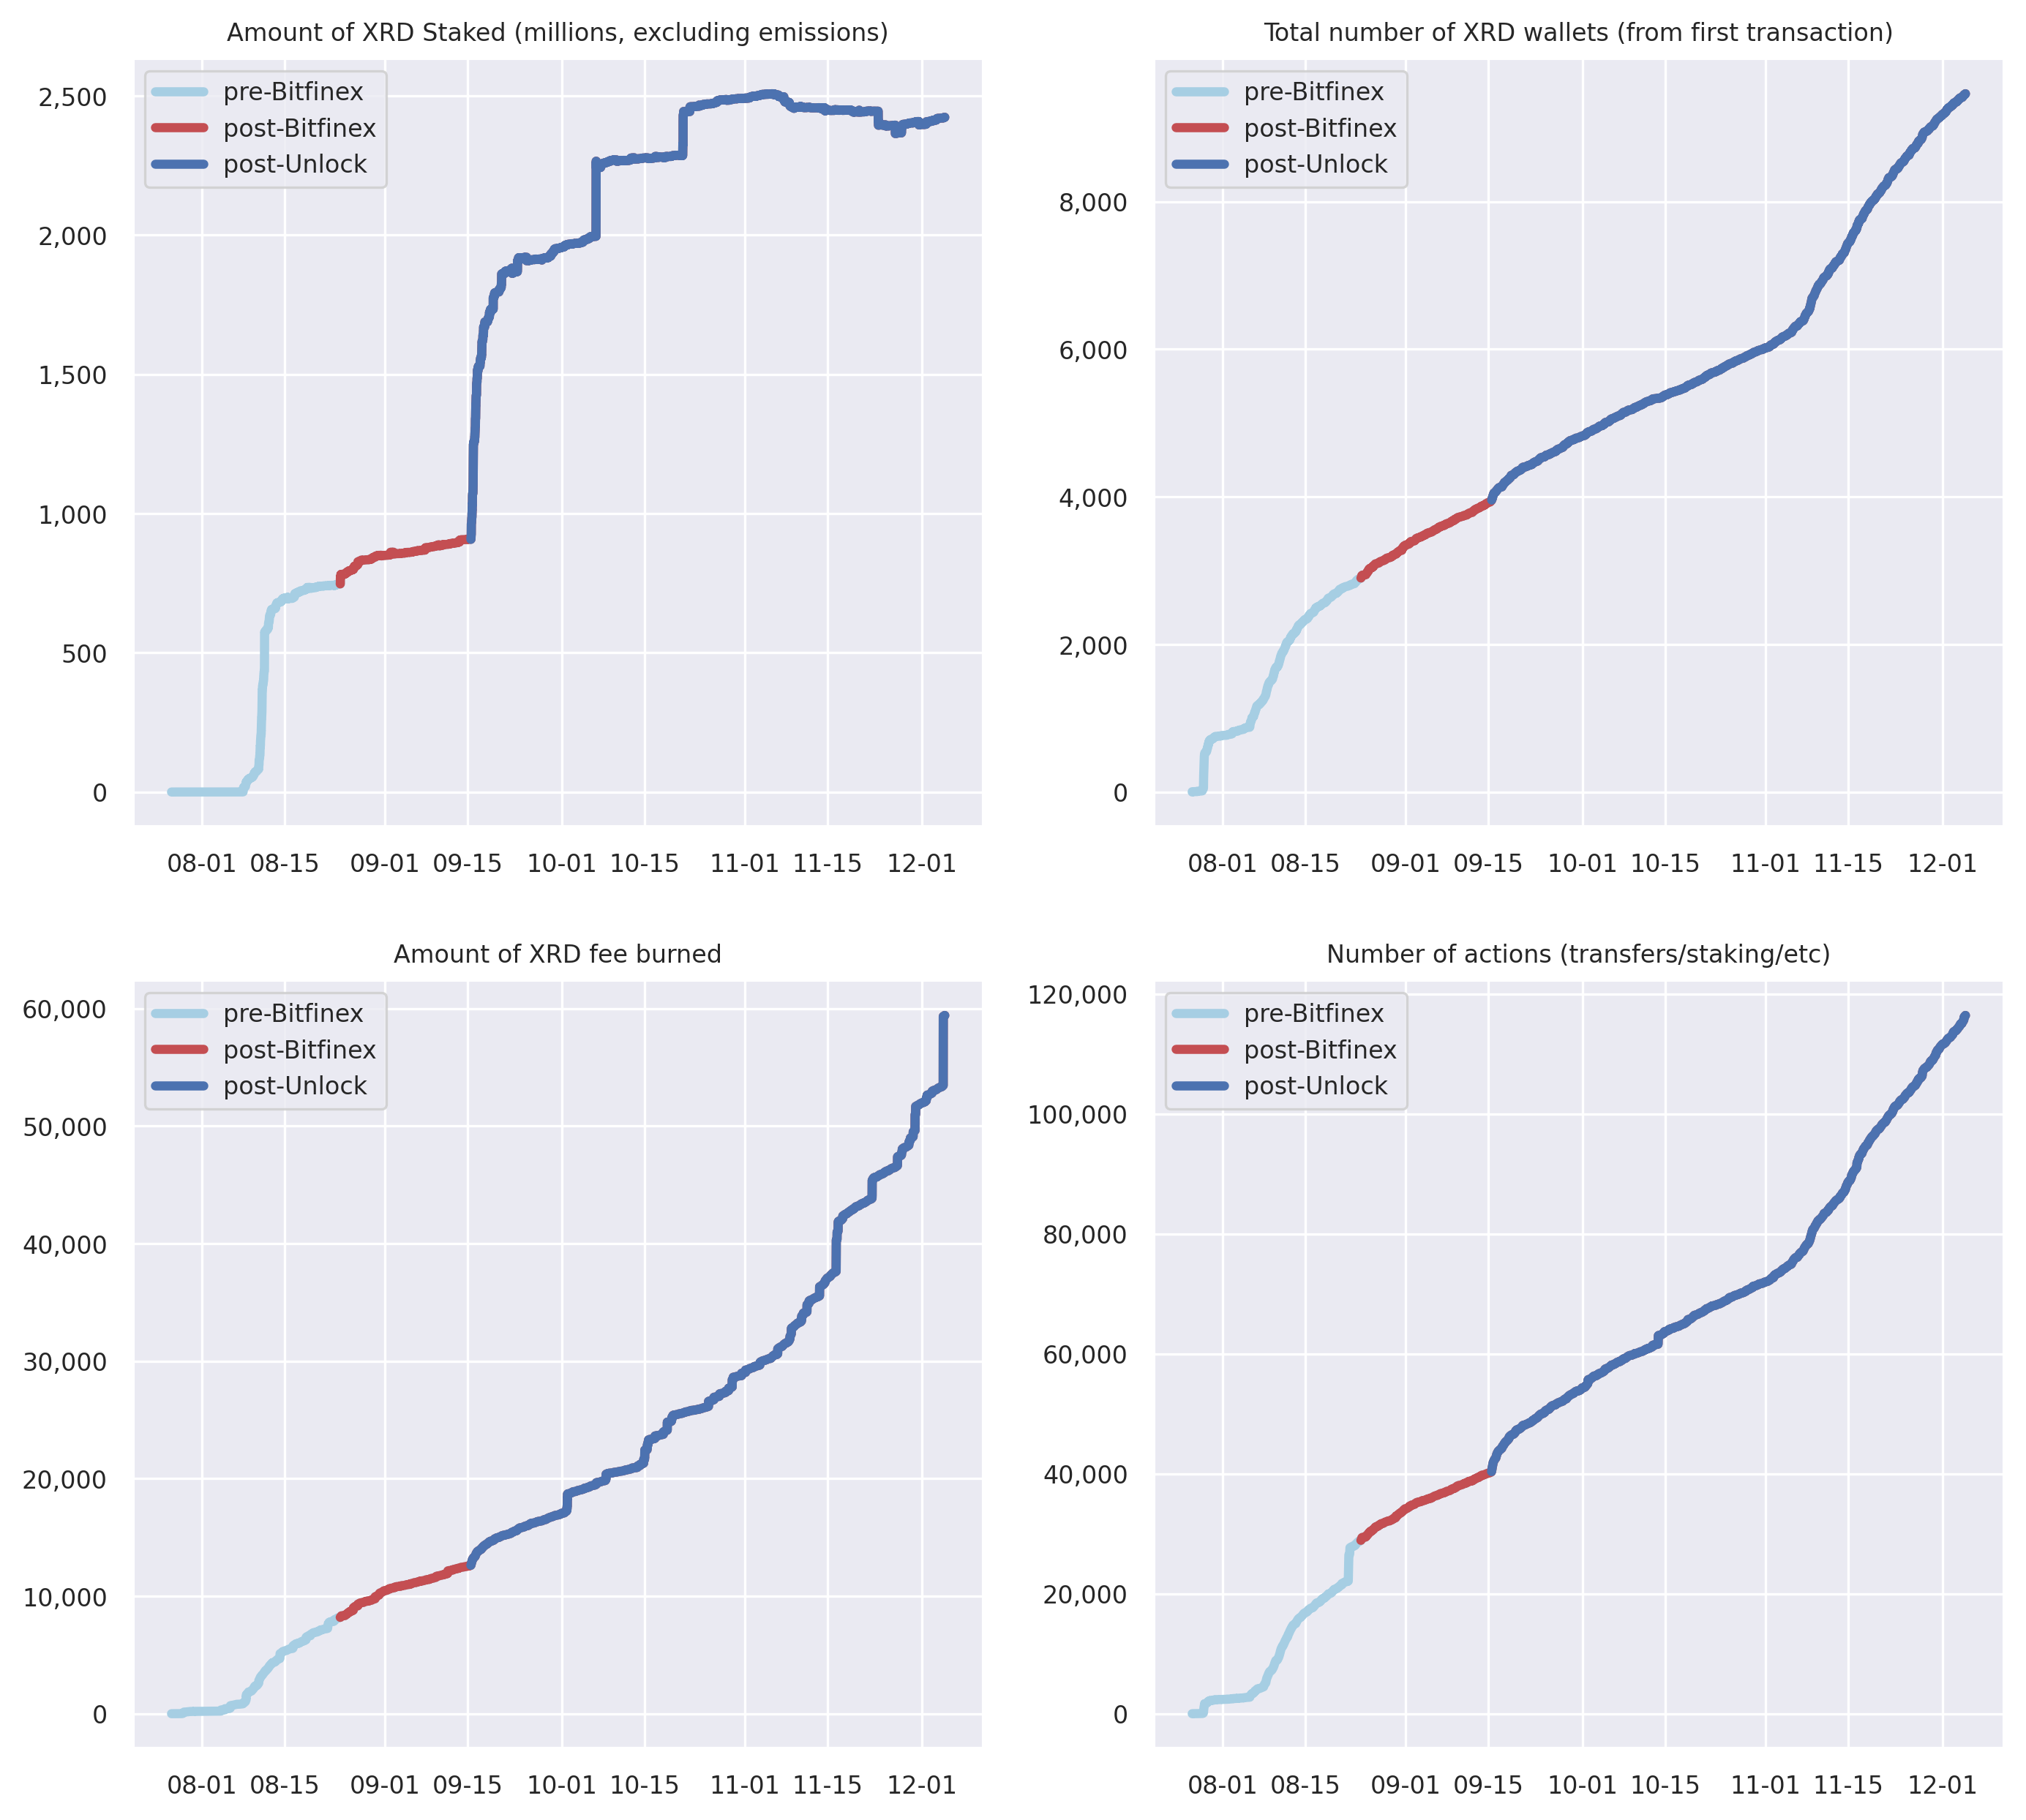 Amount of XRD Staked (millions, excluding emissions)
pre-Bitfinex
post-Bitfinex
post-Unlock
2,500
2,000
1,500
1,000
500
0
08-01 08-15 09-01 09-15 10-01 10-15 11-01 11-15 12-01
Total number of XRD wallets (from first transaction)
pre-Bitfinex
post-Bitfinex
post-Unlock
8,000
6,000
4,000
2,000
0
08-01 08-15 09-01 09-15 10-01 10-15 11-01 11-15 12-01
Amount of XRD fee burned
pre-Bitfinex
post-Bitfinex
post-Unlock
60,000
50,000
40,000
30,000
20,000
10,000
0
08-01 08-15 09-01 09-15 10-01 10-15 11-01 11-15 12-01
Number of actions (transfers/staking/etc)
pre-Bitfinex
post-Bitfinex
post-Unlock
120,000
100,000
80,000
60,000
40,000
20,000
0
08-01 08-15 09-01 09-15 10-01 10-15 11-01 11-15 12-01